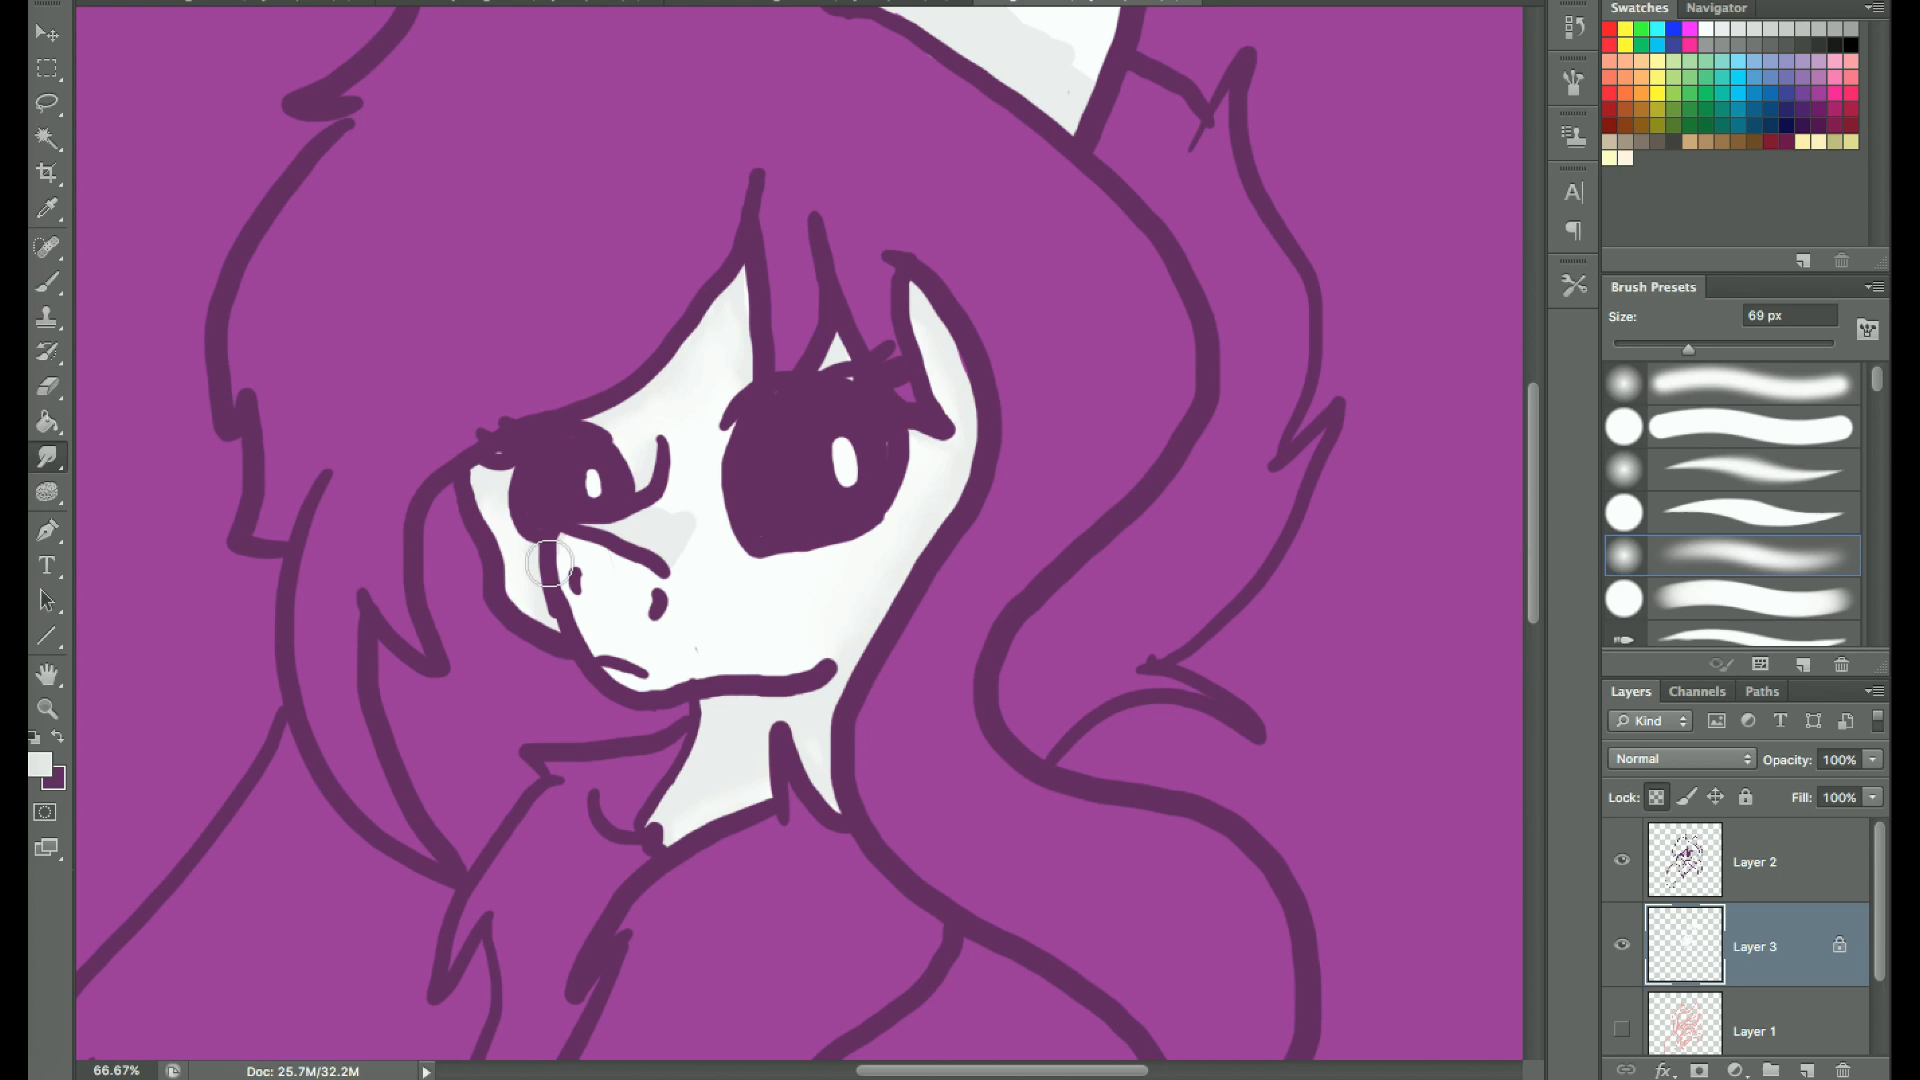 Swatches Navigator
Brush Presets
Size: 69 px
Layers Channels Paths
Kind
Normal Opacity: 100%
Lock: Fill: 100%
Layer 2
Layer 3
Layer 1
66.67% Doc: 25.7M/32.2M